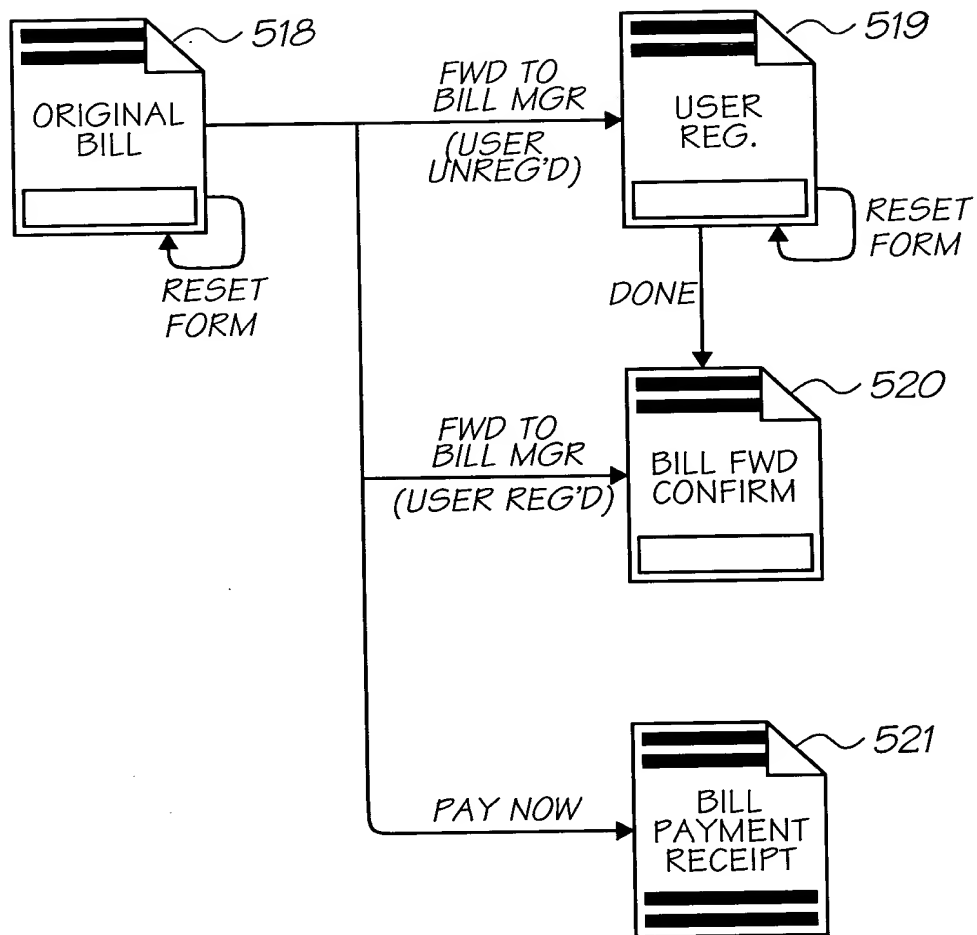 518
ORIGINAL
BILL
RESET
FORM
FWD TO
BILL MGR
(USER
UNREG'D)
519
USER
REG.
RESET
FORM
DONE
520
FWD TO
BILL MGR
(USER REG'D)
BILL FWD
CONFIRM
521
PAY NOW
BILL
PAYMENT
RECEIPT